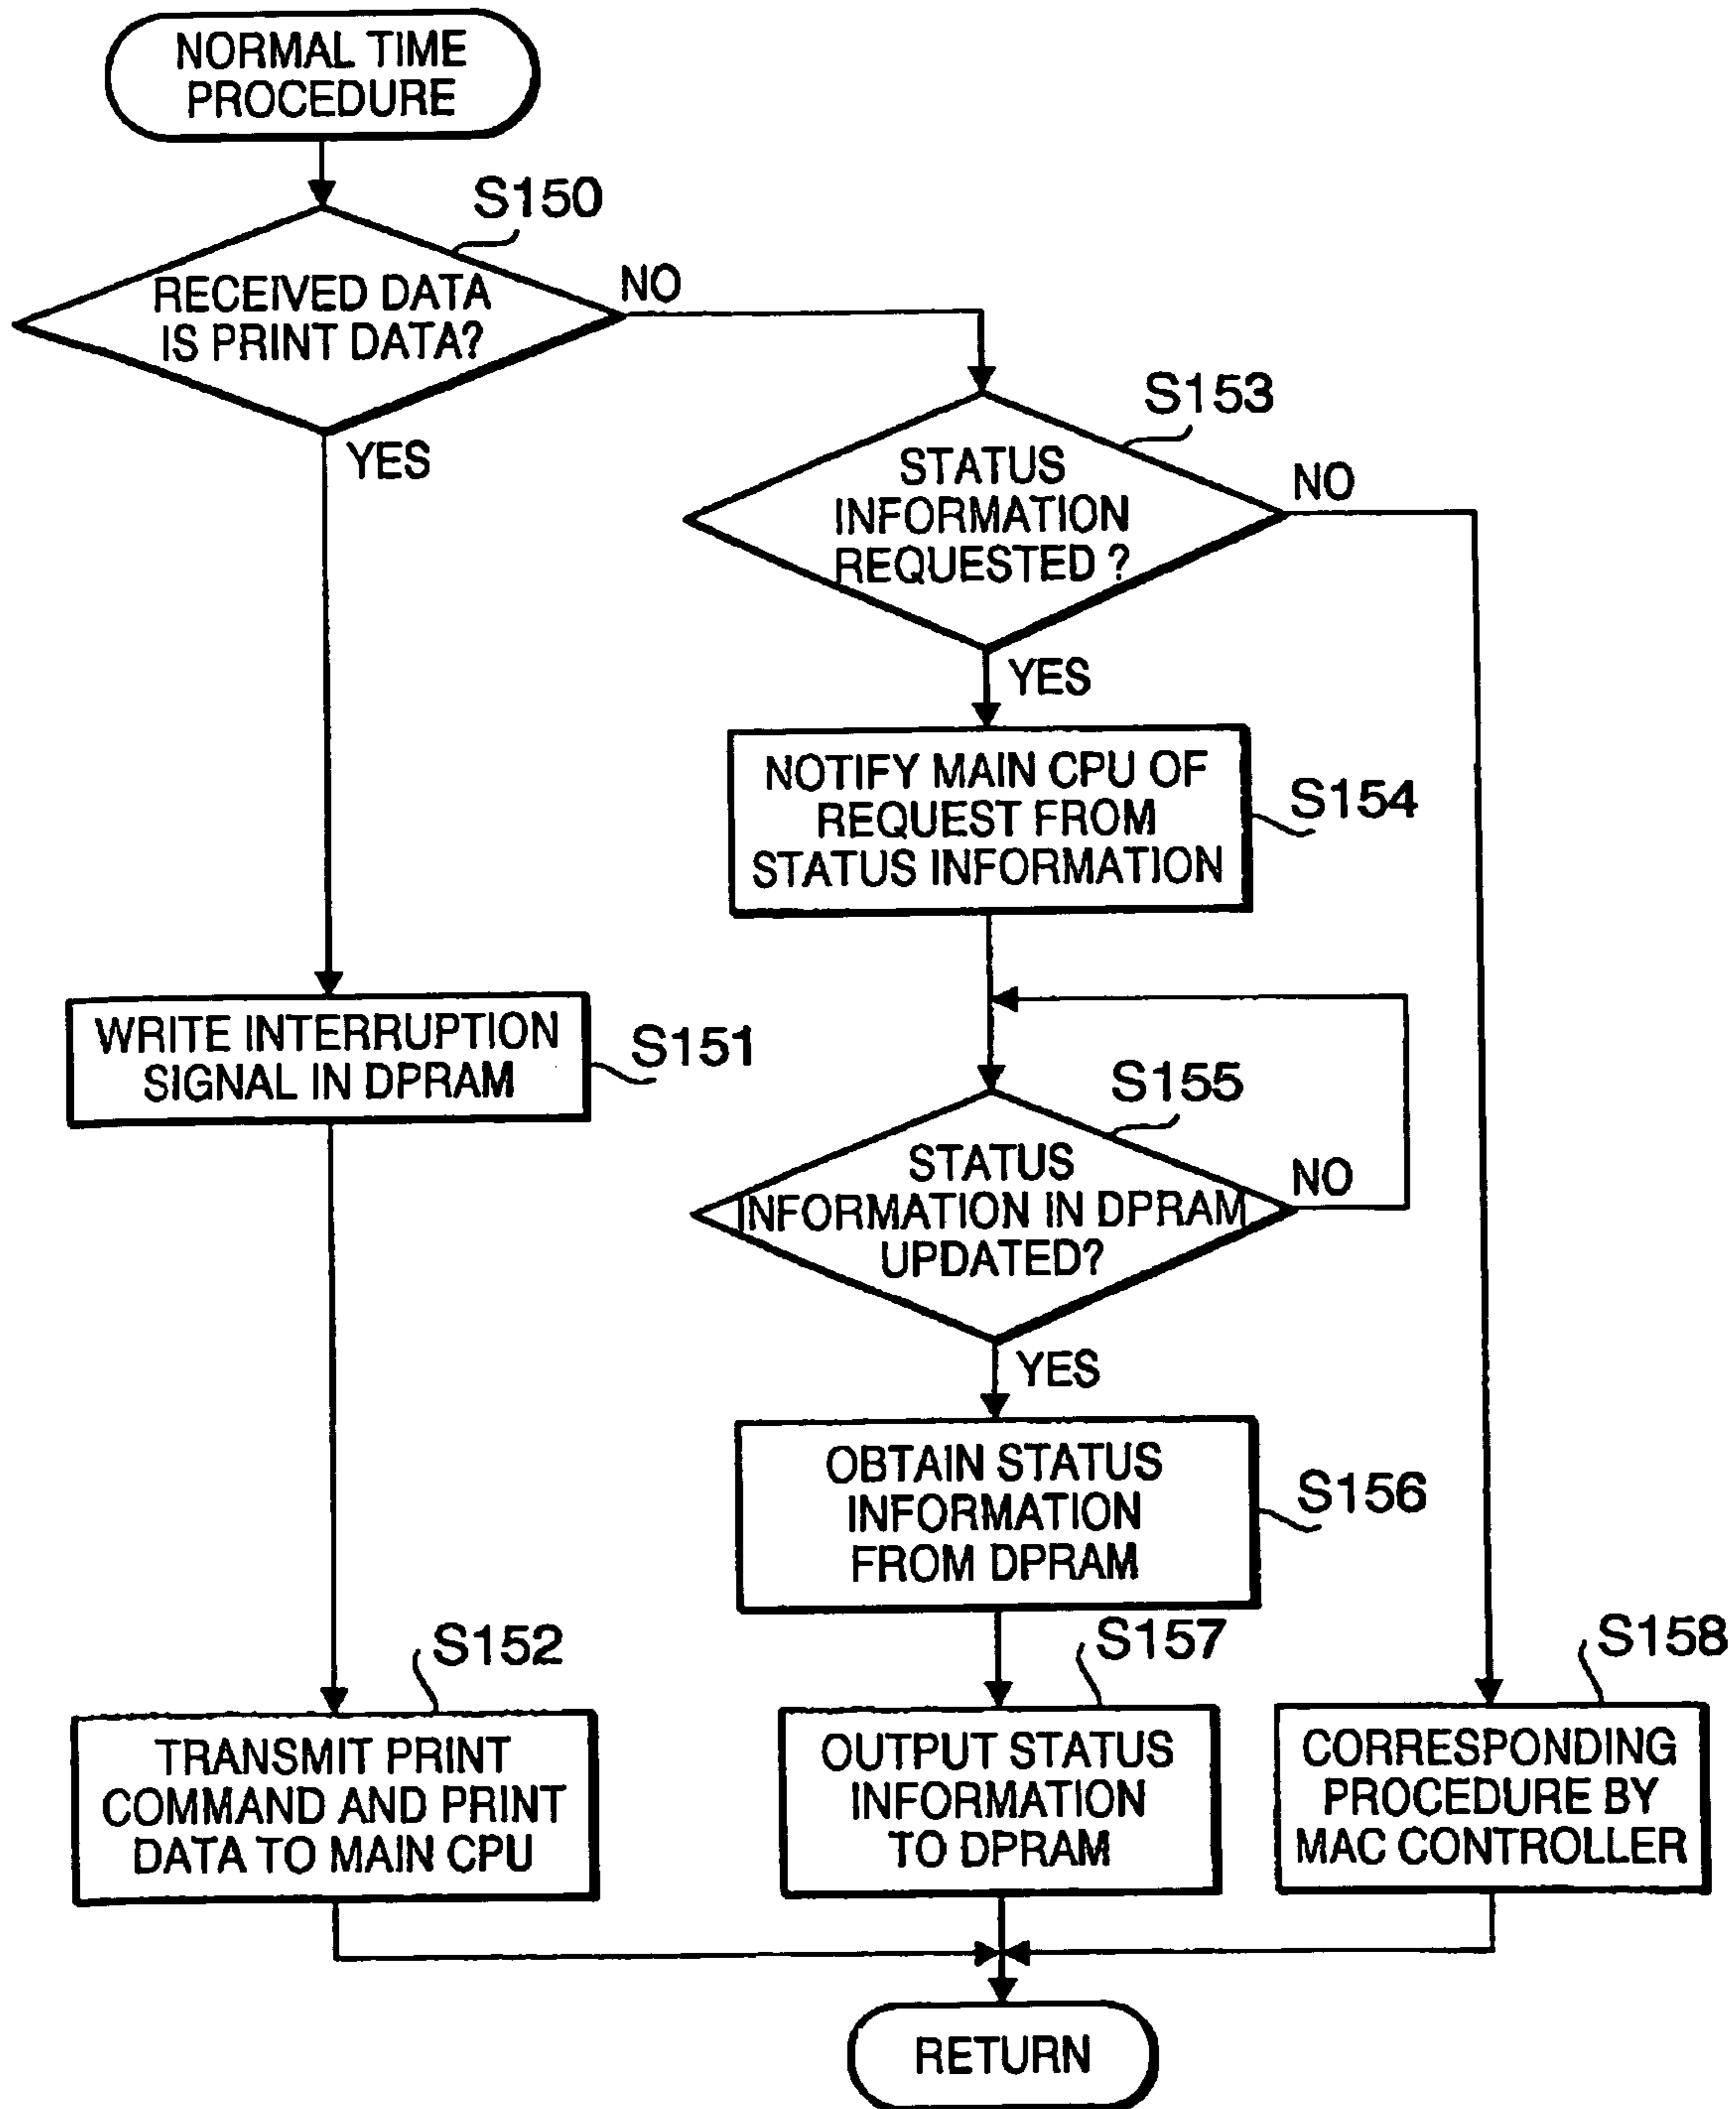 NORMAL TIME
PROCEDURE
S150
RECEIVED DATA
IS PRINT DATA?
NO
YES
S153
STATUS
INFORMATION
REQUESTED ?
NO
YES
NOTIFY MAIN CPU OF
REQUEST FROM
STATUS INFORMATION
S154
WRITE INTERRUPTION
SIGNAL IN DPRAM
S151
S155
STATUS
INFORMATION IN DPRAM
UPDATED?
NO
YES
OBTAIN STATUS
INFORMATION
FROM DPRAM
S156
S152
TRANSMIT PRINT
COMMAND AND PRINT
DATA TO MAIN CPU
S157
OUTPUT STATUS
INFORMATION
TO DPRAM
S158
CORRESPONDING
PROCEDURE BY
MAC CONTROLLER
RETURN